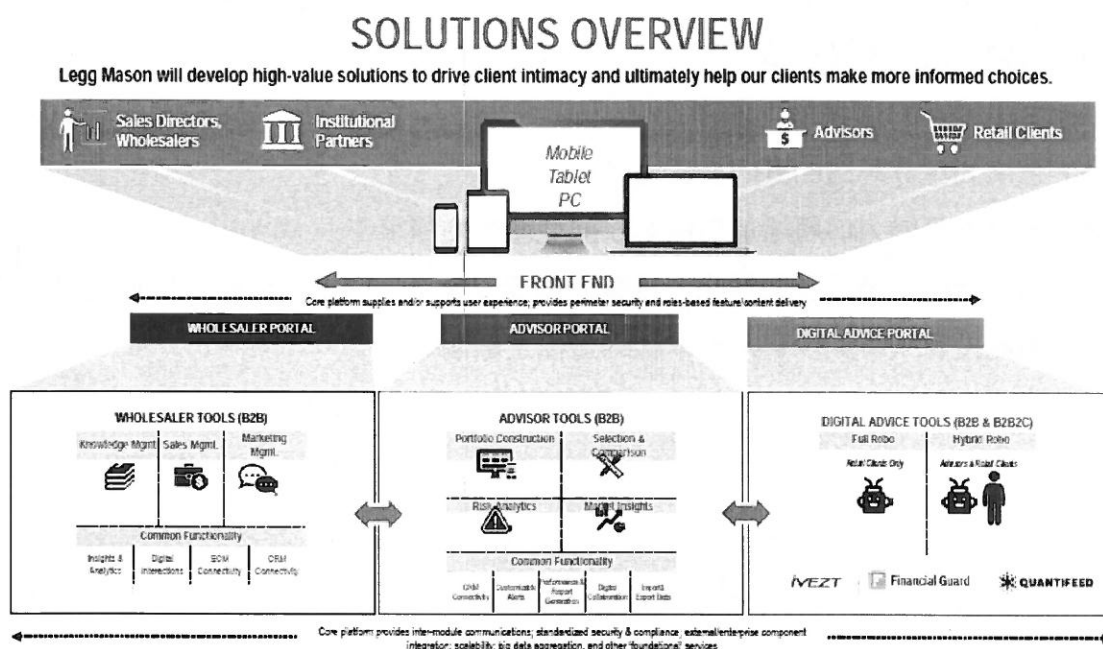 SOLUTIONS OVERVIEW
Legg Mason will develop high-value solutions to drive client intimacy and ultimately help our clients make more informed choices.
Sales Directors,
Wholesalers
Institutional
Partners
Mobile
Tablet
PC
$
Advisors
Retail Clients
FRONT END
Core platform supplies and/or supports user experience; provides perimeter security and roles-based feature/content delivery
WHOLESALER PORTAL
ADVISOR PORTAL
DIGITAL ADVICE PORTAL
WHOLESALER TOOLS (B2B)
Knowledge Mgmt.
Sales Mgmt.
Marketing
Mgmt.
Common Functionality
Insights &
Analytics
Digital
Interactions
ECM
Connectivity
CRM
Connectivity
ADVISOR TOOLS (B2B)
Portfolio Construction
Selection &
Comparison
Risk Analytics
Market Insights
Common Functionality
CRM
Connectivity
Customizable
Alerts
Performance &
Report
Generation
Digital
Collaboration
Import &
Export Data
DIGITAL ADVICE TOOLS (B2B & B2B2C)
Full Robo
Retail Clients Only
Hybrid Robo
Advisors & Retail Clients
iVEZT
Financial Guard
QUANTIFEED
Core platform provides inter-module communications; standardized security & compliance; external/enterprise component
integration; scalability; big data aggregation, and other 'foundational' services